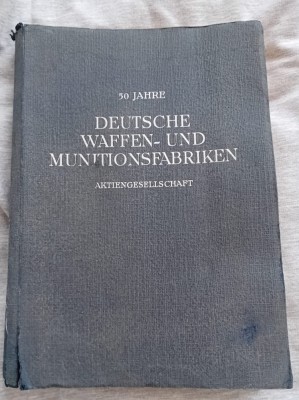 50 JAHRE
DEUTSCHE
WAFFEN- UND
MUNITIONSFABRIKEN
AKTIENGESELLSCHAFT